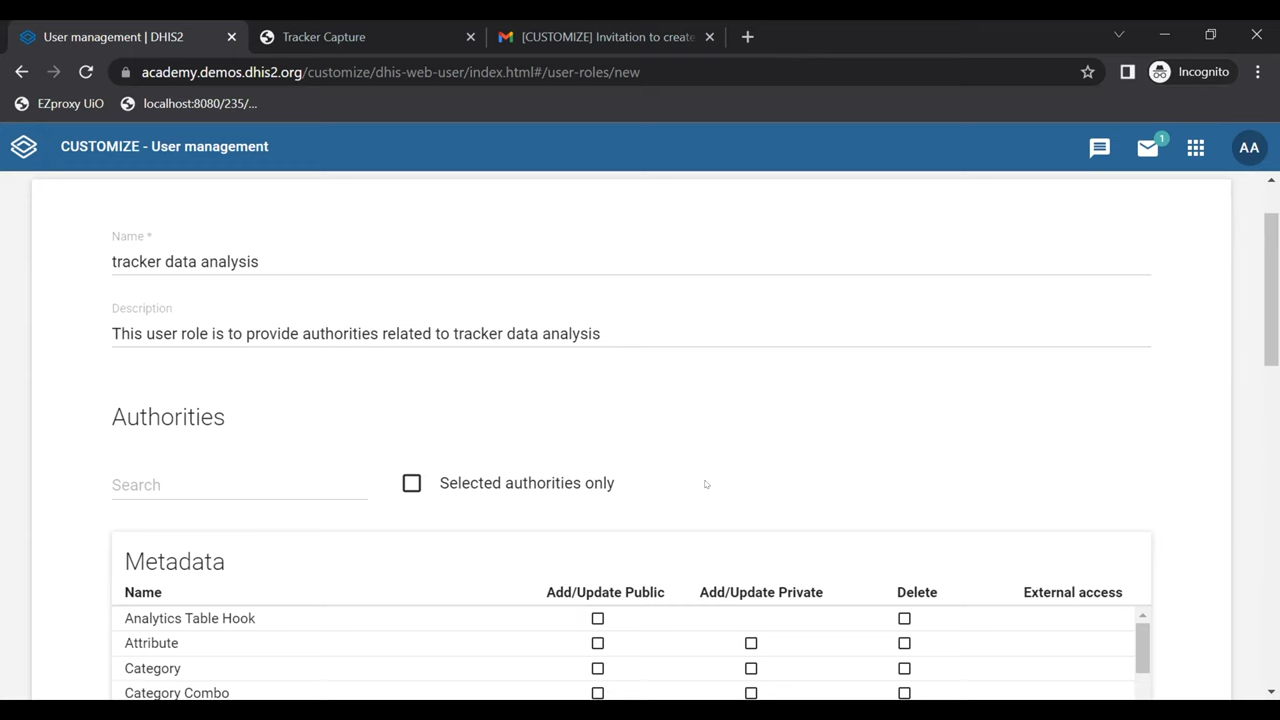 User management | DHIS2
Tracker Capture
[CUSTOMIZE] Invitation to create
academy.demos.dhis2.org/customize/dhis-web-user/index.html#/user-roles/new
Incognito
EZproxy UiO
localhost:8080/235/...
CUSTOMIZE - User management
1
AA
Name *
tracker data analysis
Description
This user role is to provide authorities related to tracker data analysis
Authorities
Search
Selected authorities only
Metadata
Name Add/Update Public Add/Update Private Delete External access
Analytics Table Hook
Attribute
Category
Category Combo